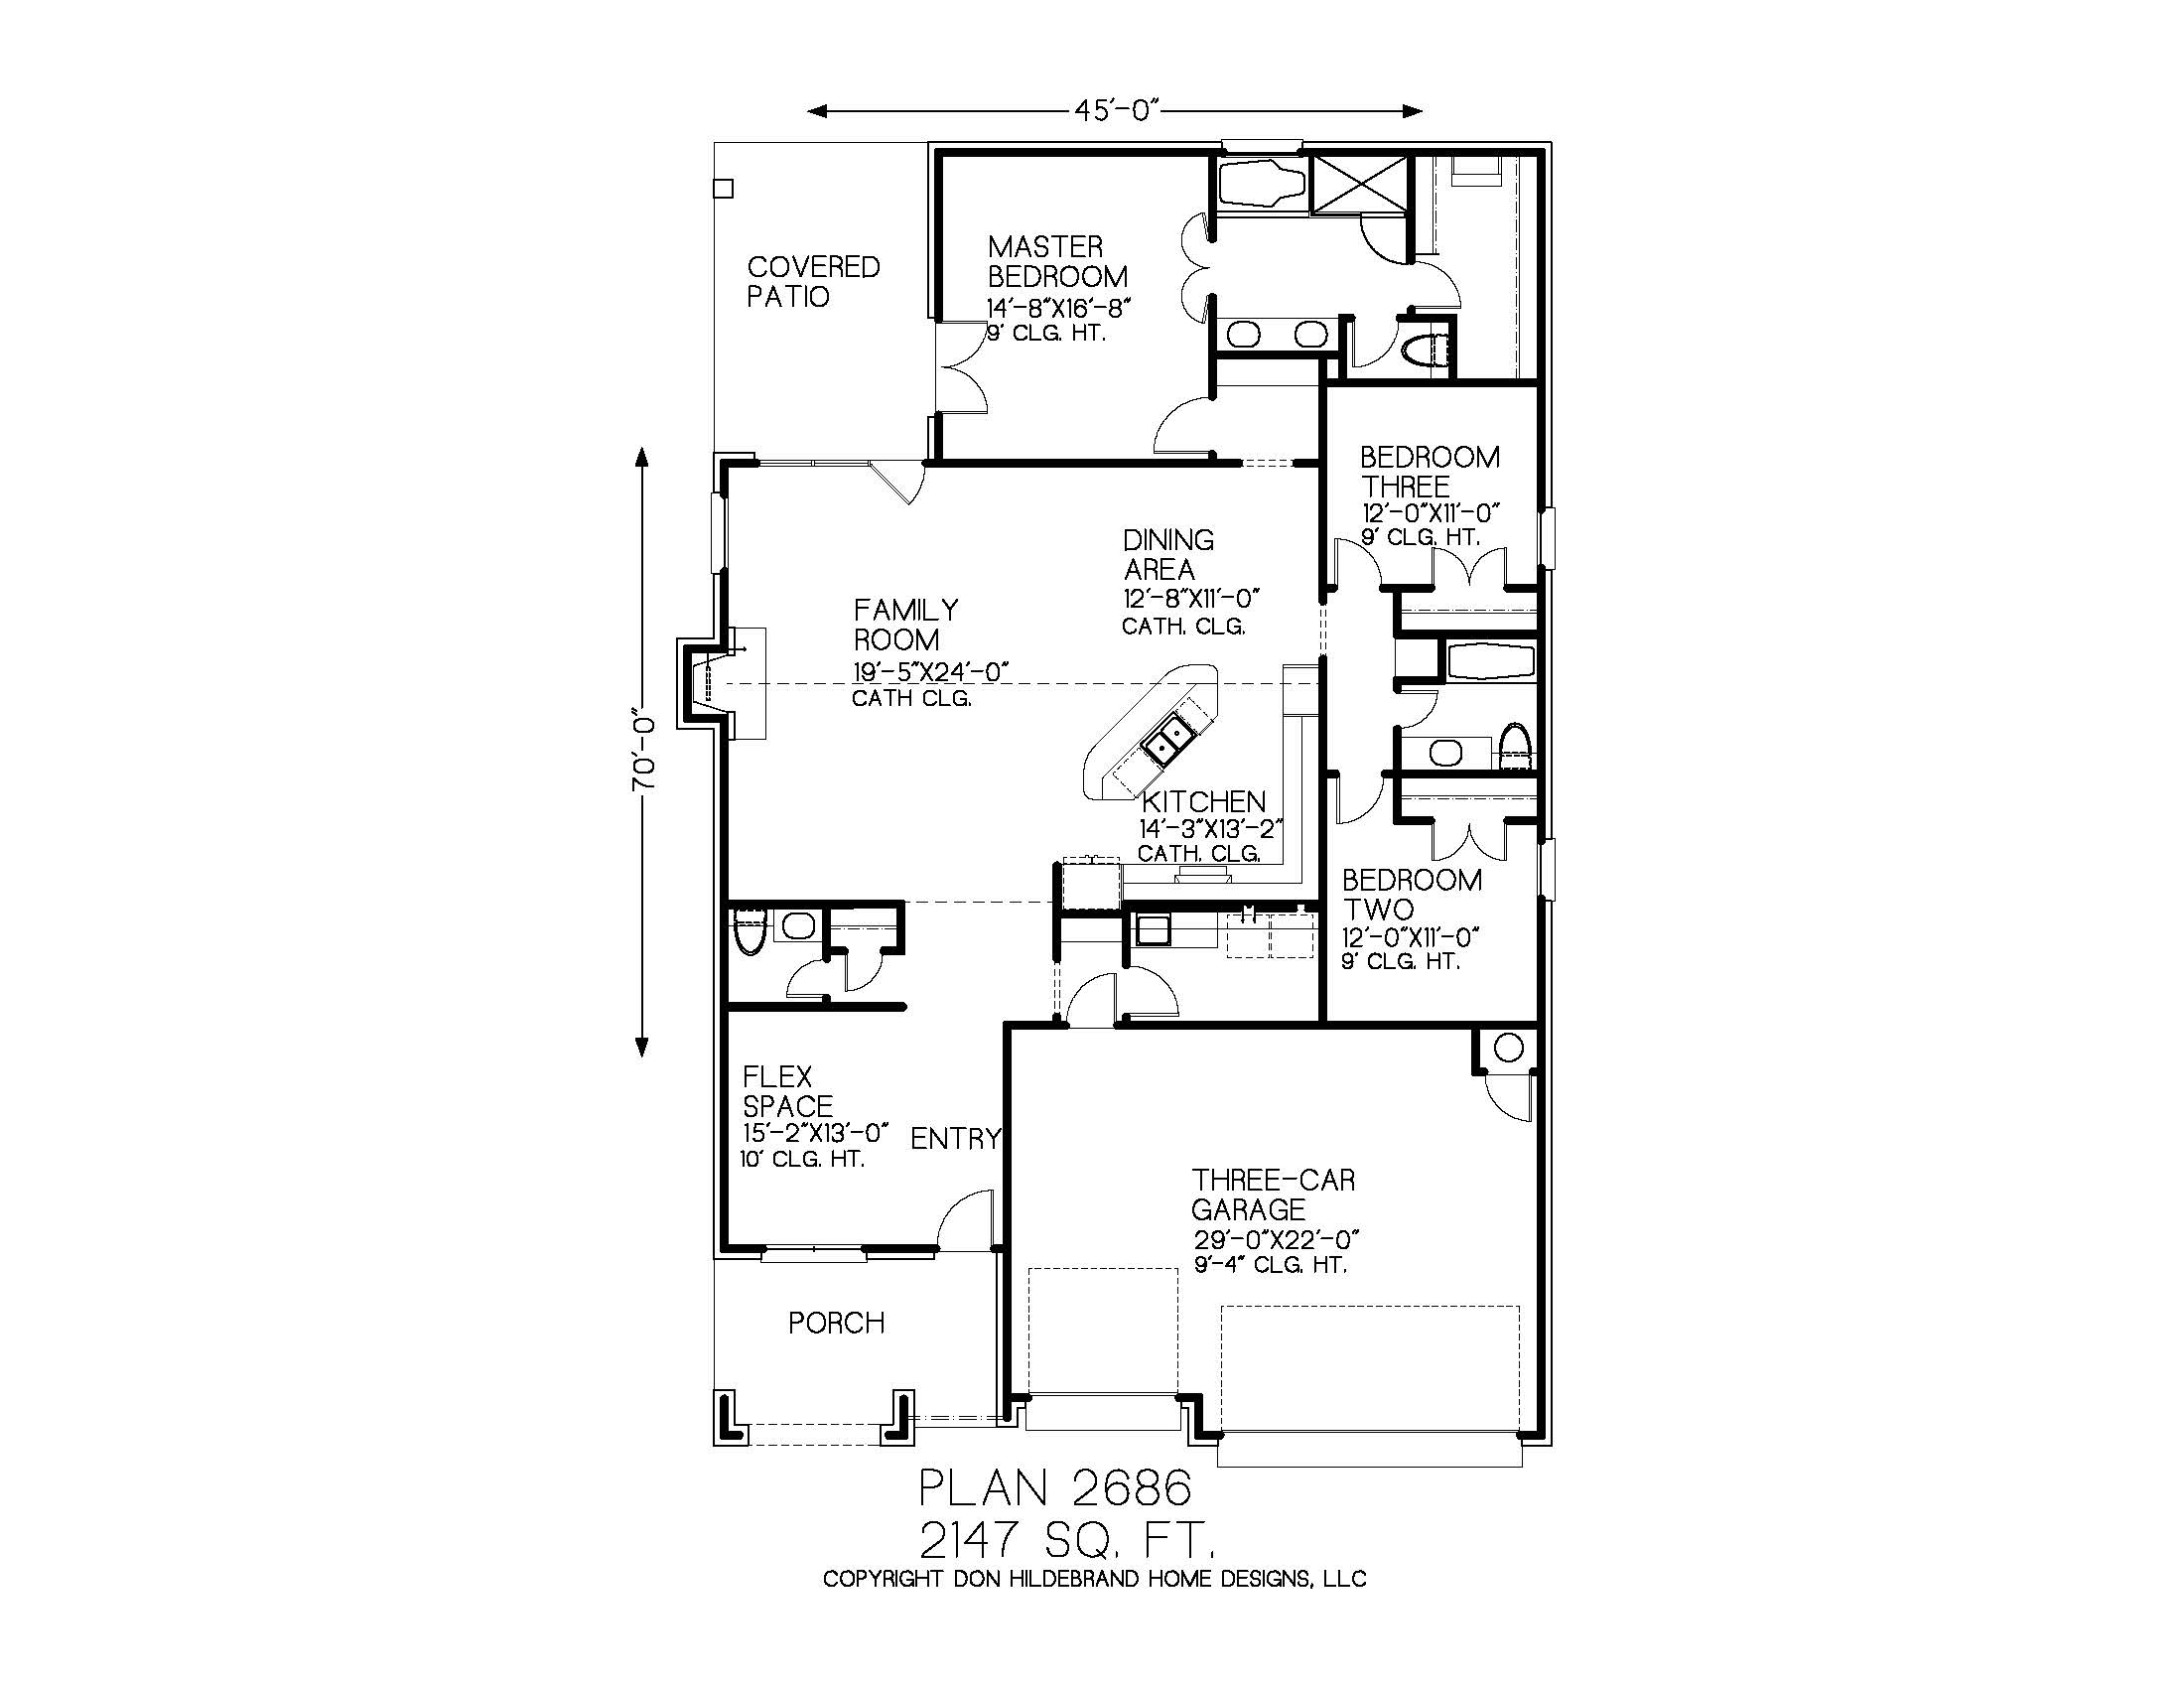 45'-0"
COVERED
PATIO
MASTER
BEDROOM
14'-8"X16'-8"
9' CLG. HT.
BEDROOM
THREE
12'-0"X11'-0"
9' CLG. HT.
DINING
AREA
12'-8"X11'-0"
CATH. CLG.
FAMILY
ROOM
19'-5"X24'-0"
CATH CLG.
70'-0"
KITCHEN
14'-3"X13'-2"
CATH. CLG.
BEDROOM
TWO
12'-0"X11'-0"
9' CLG. HT.
FLEX
SPACE
15'-2"X13'-0"
10' CLG. HT.
ENTRY
THREE-CAR
GARAGE
29'-0"X22'-0"
9'-4" CLG. HT.
PORCH
PLAN 2686
2147 SQ. FT.
COPYRIGHT DON HILDEBRAND HOME DESIGNS, LLC